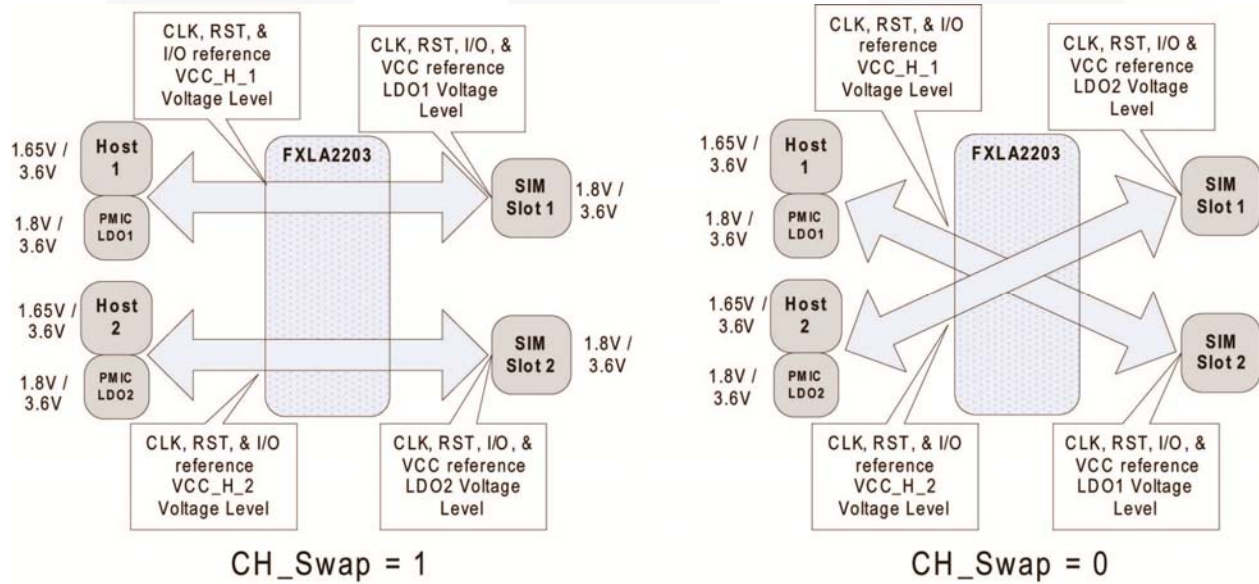 CLK, RST, &
I/O reference
VCC_H_1
Voltage Level
CLK, RST, I/O, &
VCC reference
LDO1 Voltage
Level
1.65V /
3.6V
Host
1
FXLA2203
1.8V /
3.6V
PMIC
LDO1
SIM
Slot 1
1.8V /
3.6V
1.65V /
3.6V
Host
2
1.8V /
3.6V
PMIC
LDO2
SIM
Slot 2
1.8V /
3.6V
CLK, RST, & I/O
reference
VCC_H_2
Voltage Level
CLK, RST, I/O, &
VCC reference
LDO2 Voltage
Level
CH_Swap = 1
CLK, RST, & I/O
reference
VCC_H_1
Voltage Level
CLK, RST, I/O &
VCC reference
LDO2 Voltage
Level
1.65V /
3.6V
Host
1
FXLA2203
1.8V /
3.6V
PMIC
LDO1
SIM
Slot 1
1.65V /
3.6V
Host
2
1.8V /
3.6V
PMIC
LDO2
SIM
Slot 2
CLK, RST, & I/O
reference
VCC_H_2
Voltage Level
CLK, RST, I/O, &
VCC reference
LDO1 Voltage
Level
CH_Swap = 0